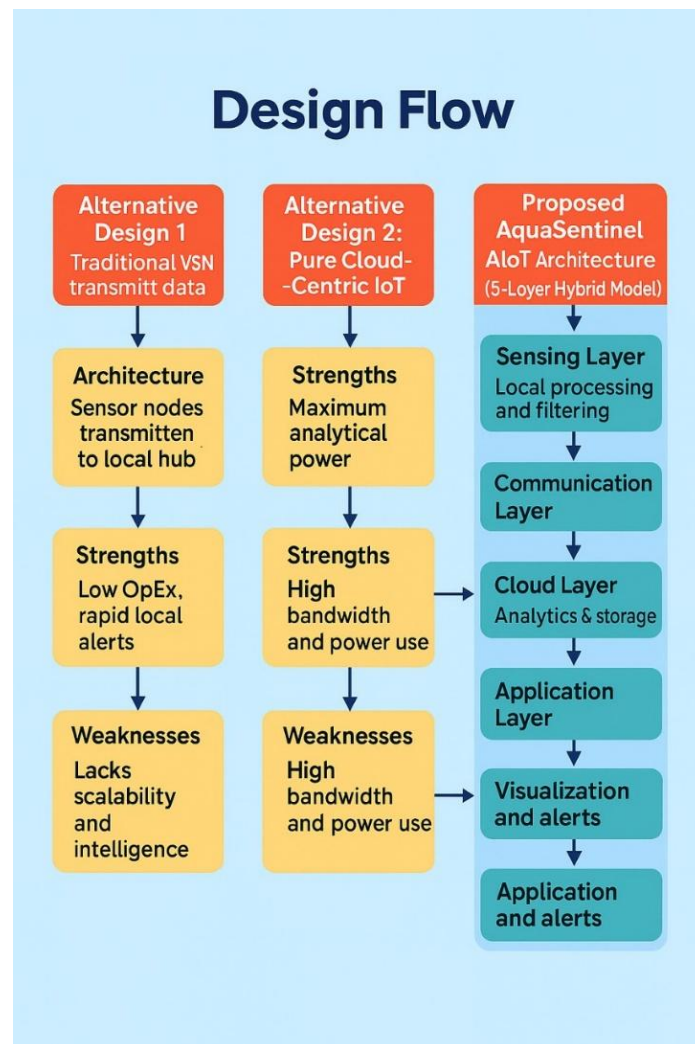 Design Flow
Alternative
Design 1
Traditional VSN
transmitt data
Architecture
Sensor nodes
transmitten
to local hub
Strengths
Low OpEx,
rapid local
alerts
Weaknesses
Lacks
scalability
and
intelligence
Alternative
Design 2:
Pure Cloud-
-Centric IoT
Strengths
Maximum
analytical
power
Strengths
High
bandwidth
and power use
Weaknesses
High
bandwidth
and power use
Proposed
AquaSentinel
AIoT Architecture
(5-Loyer Hybrid Model)
Sensing Layer
Local processing
and filtering
Communication
Layer
Cloud Layer
Analytics & storage
Application
Layer
Visualization
and alerts
Application
and alerts